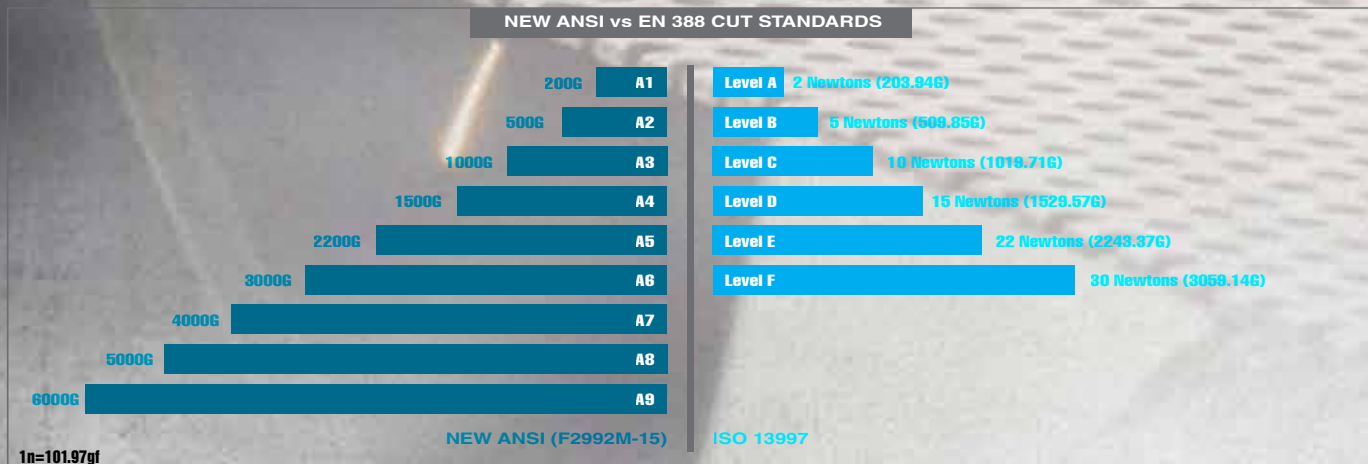 NEW ANSI vs EN 388 CUT STANDARDS
200G A1 Level A 2 Newtons (203.94G)
500G A2 Level B 5 Newtons (509.85G)
1000G A3 Level C 10 Newtons (1019.71G)
1500G A4 Level D 15 Newtons (1529.57G)
2200G A5 Level E 22 Newtons (2243.37G)
3000G A6 Level F 30 Newtons (3059.14G)
4000G A7
5000G A8
6000G A9
NEW ANSI (F2992M-15) ISO 13997
1n=101.97gf